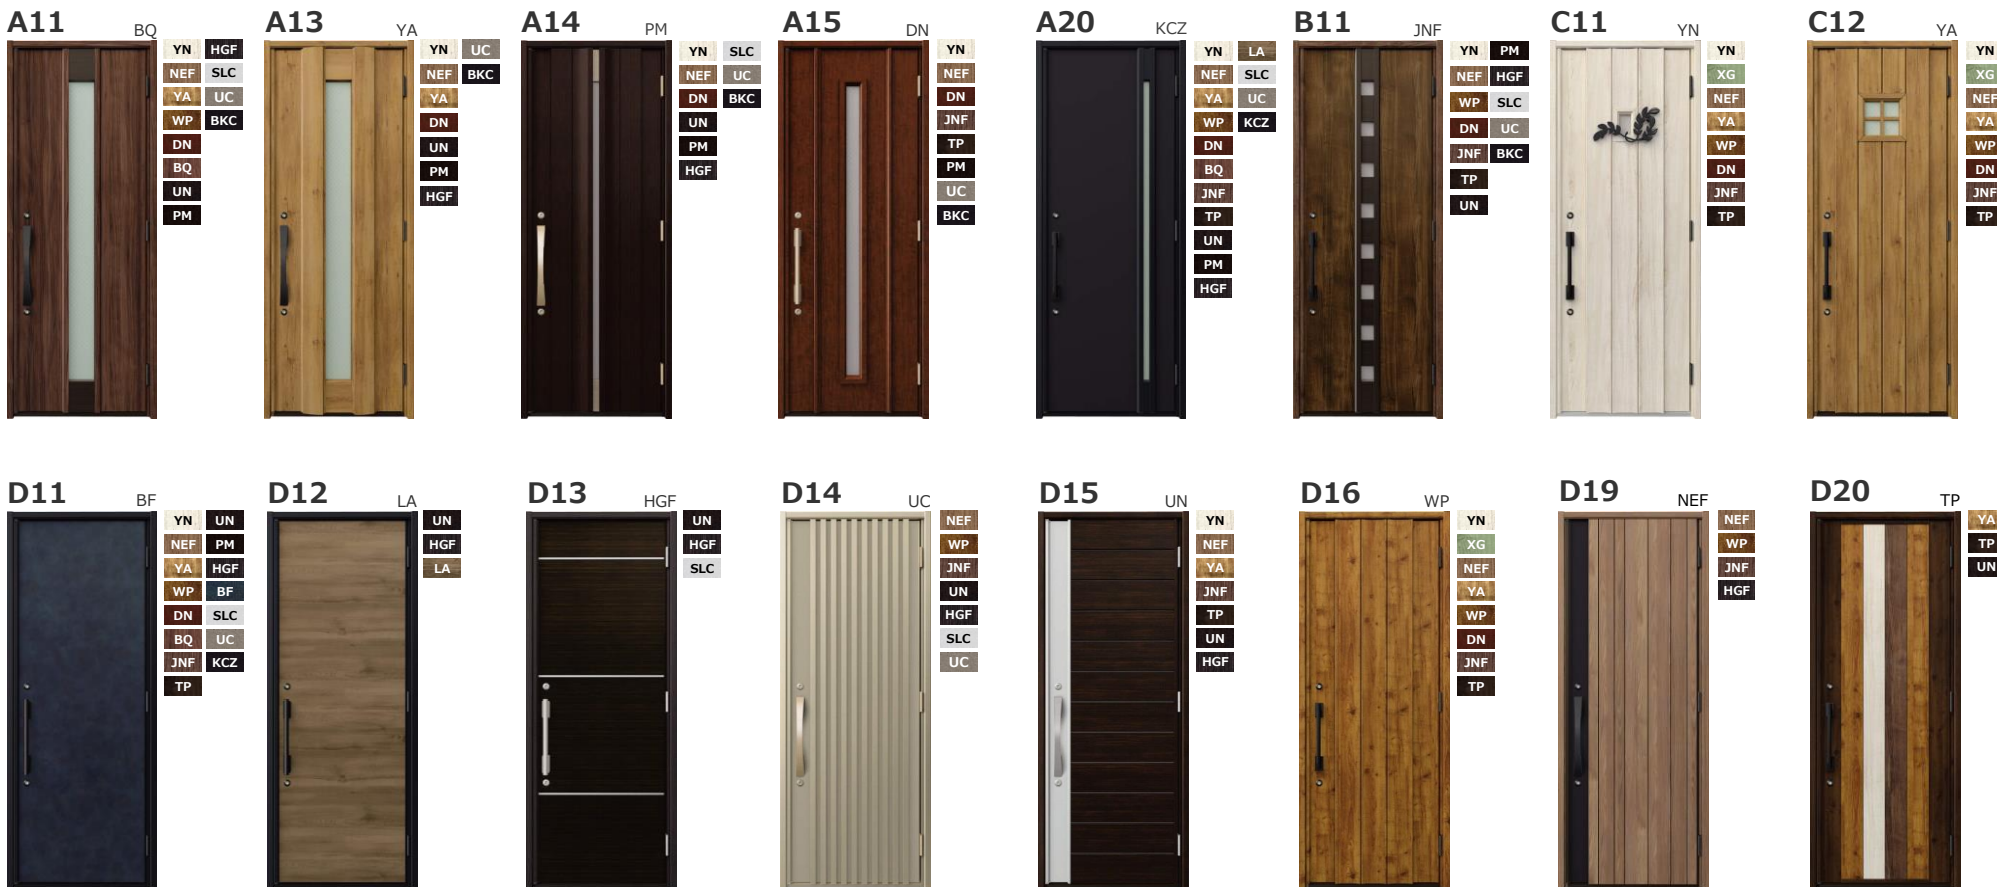 A11 BQ
YN HGF
NEF SLC
YA UC
WP BKC
DN
BQ
UN
PM
A13 YA
YN UC
NEF BKC
YA
DN
UN
PM
HGF
A14 PM
YN SLC
NEF UC
DN BKC
UN
PM
HGF
A15 DN
YN
NEF
DN
JNF
TP
PM
UC
BKC
A20 KCZ
YN LA
NEF SLC
YA UC
WP KCZ
DN
BQ
JNF
TP
UN
PM
HGF
B11 JNF
YN PM
NEF HGF
WP SLC
DN UC
JNF BKC
TP
UN
C11 YN
YN
XG
NEF
YA
WP
DN
JNF
TP
C12 YA
YN
XG
NEF
YA
WP
DN
JNF
TP
D11 BF
YN UN
NEF PM
YA HGF
WP BF
DN SLC
BQ UC
JNF KCZ
TP
D12 LA
UN
HGF
LA
D13 HGF
UN
HGF
SLC
D14 UC
NEF
WP
JNF
UN
HGF
SLC
UC
D15 UN
YN
NEF
YA
JNF
TP
UN
HGF
D16 WP
YN
XG
NEF
YA
WP
DN
JNF
TP
D19 NEF
NEF
WP
JNF
HGF
D20 TP
YA
TP
UN